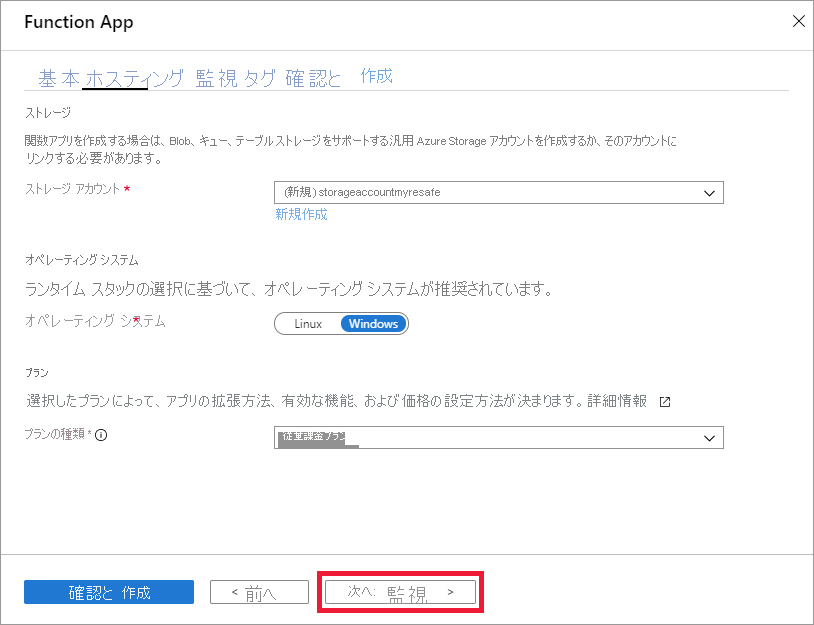 Function App
基本 ホスティング 監視 タグ 確認と 作成
ストレージ
関数アプリを作成する場合は、Blob、キュー、テーブル ストレージをサポートする汎用 Azure Storage アカウントを作成するか、そのアカウントに
リンクする必要があります。
ストレージ アカウント *
(新規) storageaccountmyresafe
新規作成
オペレーティング システム
ランタイム スタックの選択に基づいて、オペレーティング システムが推奨されています。
オペレーティング システム *
Linux Windows
プラン
選択したプランによって、アプリの拡張方法、有効な機能、および価格の設定方法が決まります。詳細情報
プランの種類 *
従量課金プラン
確認と 作成
< 前へ
次へ: 監視 >